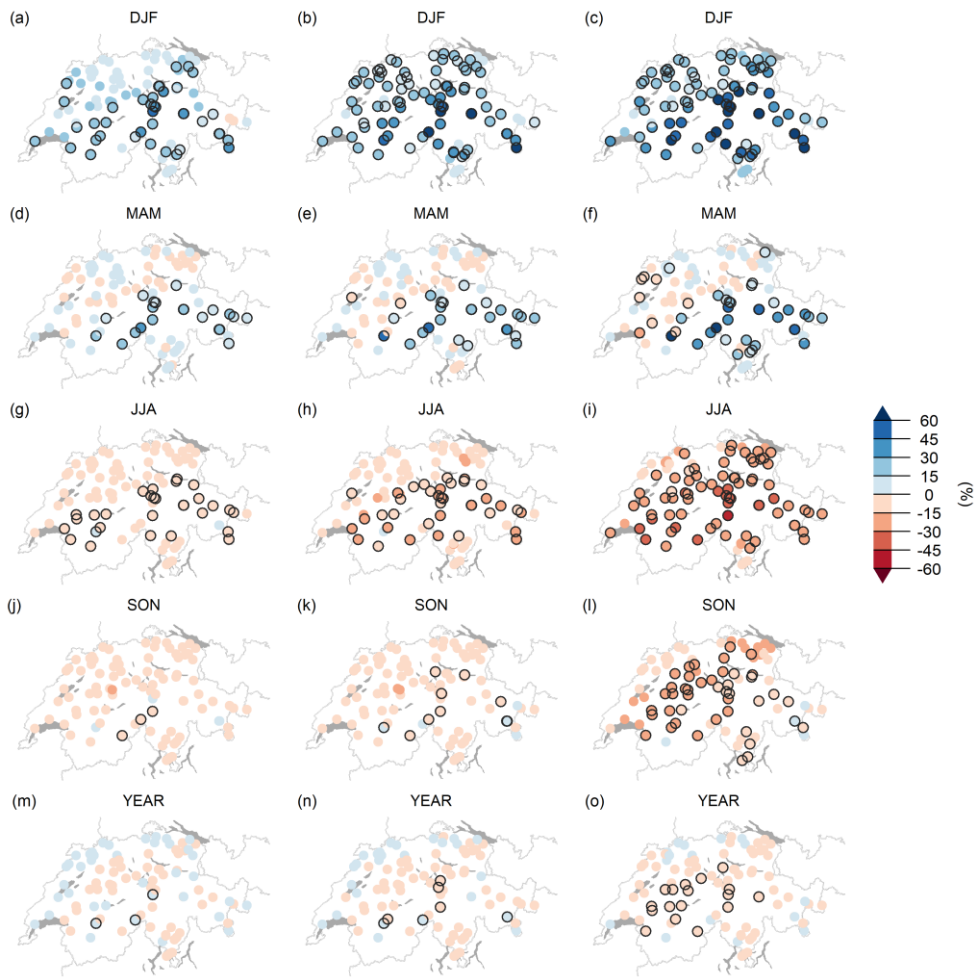 (a) DJF (b) DJF (c) DJF
(d) MAM (e) MAM (f) MAM
(g) JJA (h) JJA (i) JJA
60
45
30
15
0
-15
-30
-45
-60
(%)
(j) SON (k) SON (l) SON
(m) YEAR (n) YEAR (o) YEAR